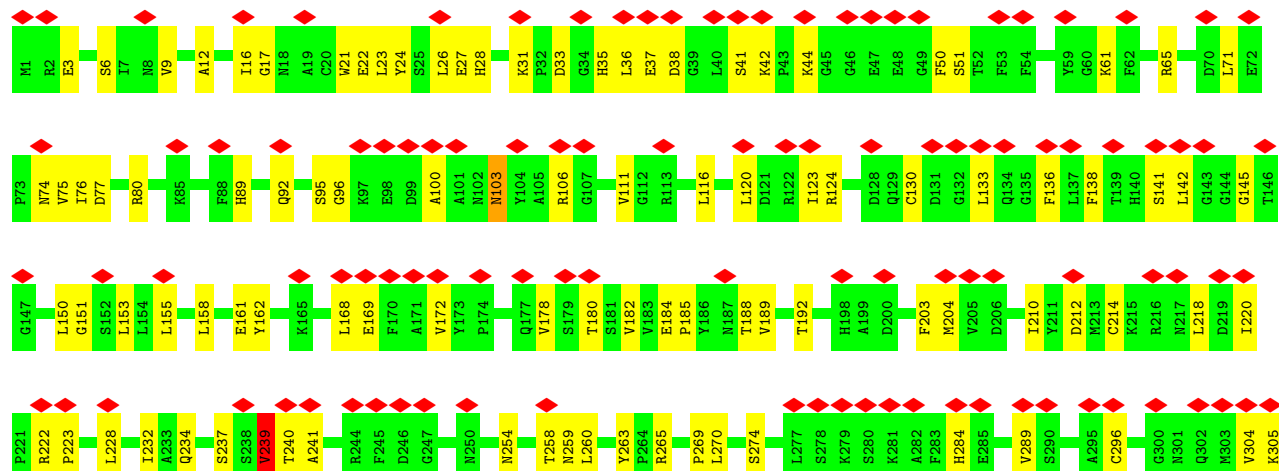 M1 R2 E3 S6 I7 N8 V9 A12 I16 G17 N18 A19 C20 W21 E22 L23 Y24 S25 L26 E27 H28 K31 P32 D33 G34 H35 L36 E37 D38 G39 L40 S41 K42 P43 K44 G45 G46 E47 E48 G49 F50 S51 T52 F53 F54 Y59 G60 K61 F62 R65 D70 L71 E72
P73 N74 V75 I76 D77 R80 K85 F88 H89 Q92 S95 G96 K97 E98 D99 A100 A101 N102 N103 Y104 A105 R106 G107 V111 G112 R113 L116 L120 D121 R122 I123 R124 D128 Q129 C130 D131 G132 L133 Q134 G135 F136 L137 F138 T139 H140 S141 L142 G143 G144 G145 T146
G147 L150 G151 S152 L153 L154 L155 L158 E161 Y162 K165 L168 E169 F170 A171 V172 Y173 P174 Q177 V178 S179 T180 S181 V182 V183 E184 P185 Y186 N187 T188 V189 T192 H198 A199 D200 F203 M204 V205 D206 I210 Y211 D212 M213 C214 K215 R216 N217 L218 D219 I220
P221 R222 P223 L228 I232 A233 Q234 S237 S238 V239 T240 A241 R244 F245 D246 G247 N250 N254 T258 N259 L260 Y263 P264 R265 P269 L270 S274 L277 S278 K279 S280 K281 A282 F283 H284 E285 V289 S290 A295 C296 G300 N301 Q302 M303 V304 K305